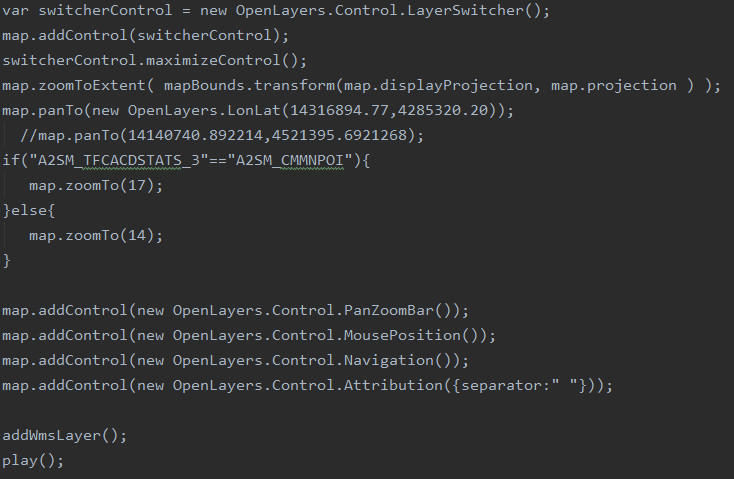 var switcherControl = new OpenLayers.Control.LayerSwitcher();
map.addControl(switcherControl);
switcherControl.maximizeControl();
map.zoomToExtent( mapBounds.transform(map.displayProjection, map.projection ) );
map.panTo(new OpenLayers.LonLat(14316894.77,4285320.20));
//map.panTo(14140740.892214,4521395.6921268);
if("A2SM_TFCACDSTATS_3"=="A2SM_CMMNPOI"){
map.zoomTo(17);
}else{
map.zoomTo(14);
}
map.addControl(new OpenLayers.Control.PanZoomBar());
map.addControl(new OpenLayers.Control.MousePosition());
map.addControl(new OpenLayers.Control.Navigation());
map.addControl(new OpenLayers.Control.Attribution({separator:" "}));
addWmsLayer();
play();